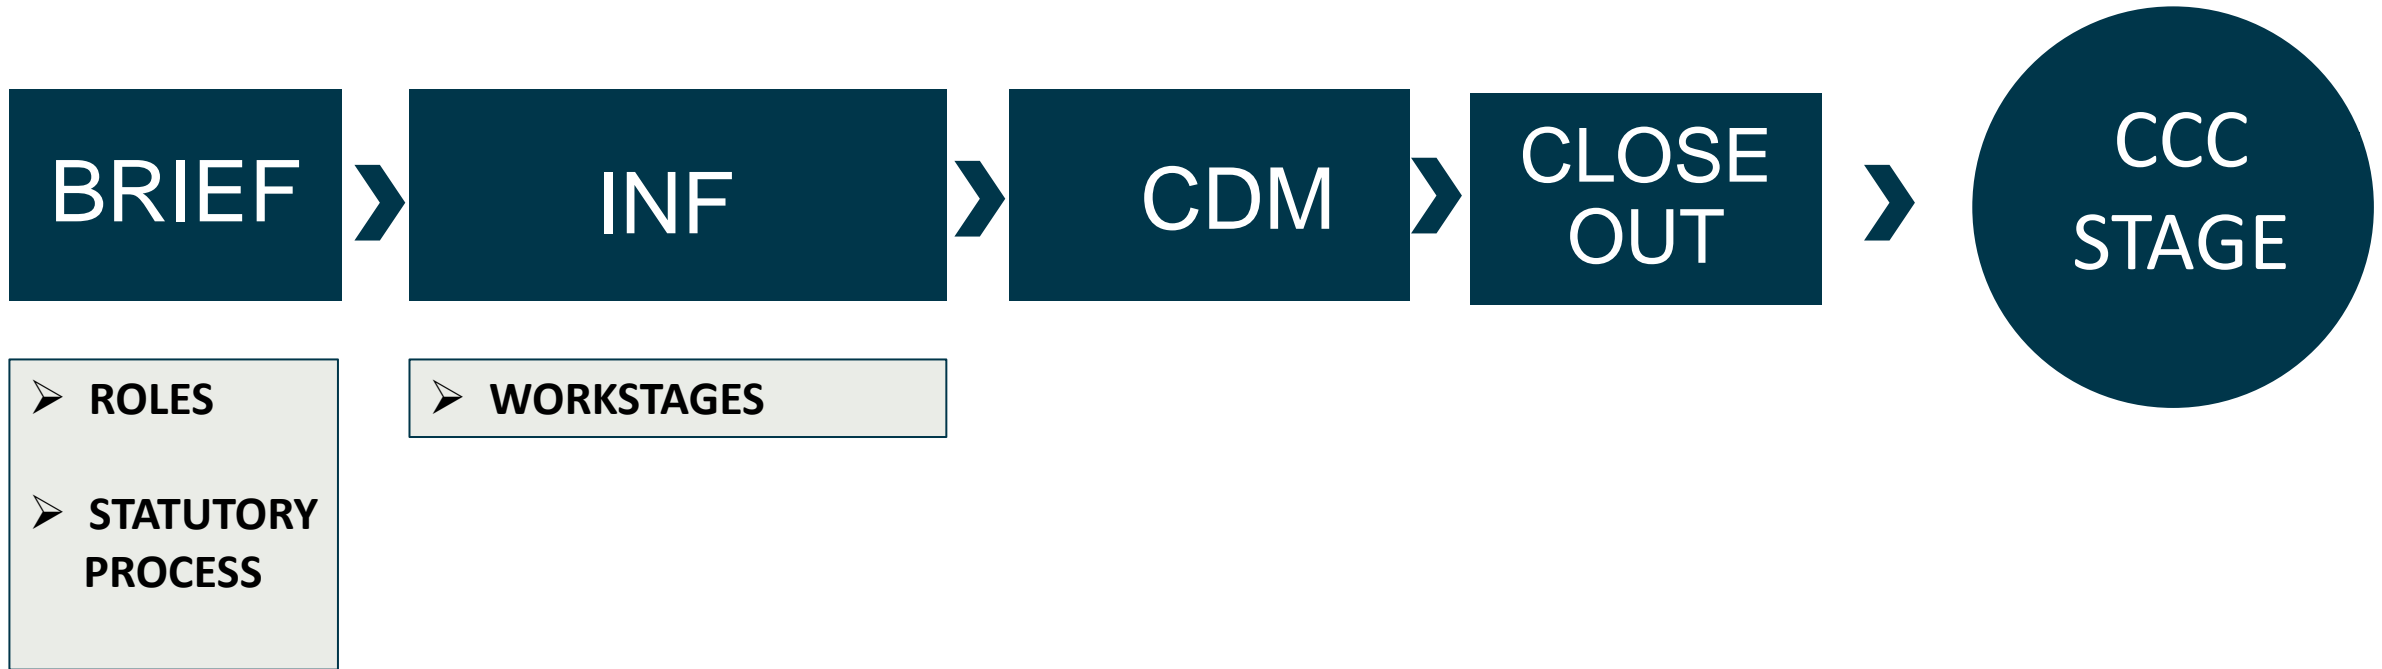 BRIEF
INF
CDM
CLOSE
OUT
CCC
STAGE
ROLES
STATUTORY
PROCESS
WORKSTAGES